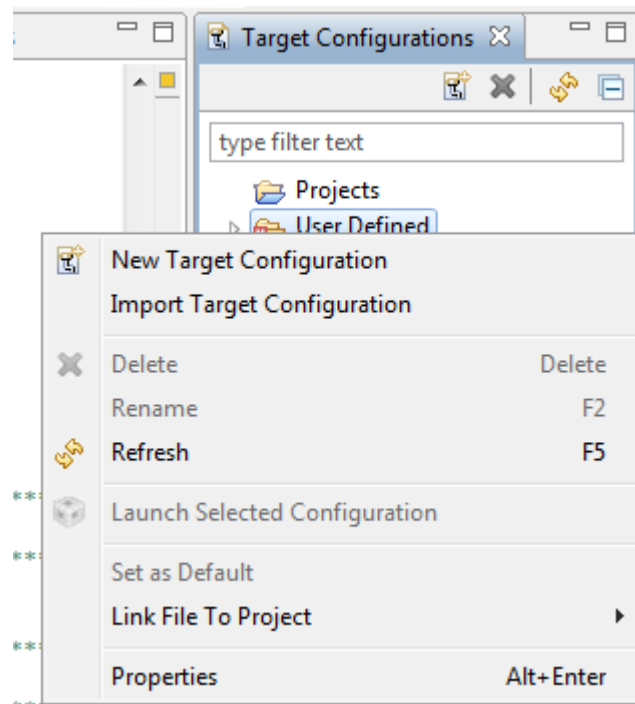 Target Configurations
type filter text
Projects
User Defined
New Target Configuration
Import Target Configuration
Delete Delete
Rename F2
Refresh F5
Launch Selected Configuration
Set as Default
Link File To Project
Properties Alt+Enter